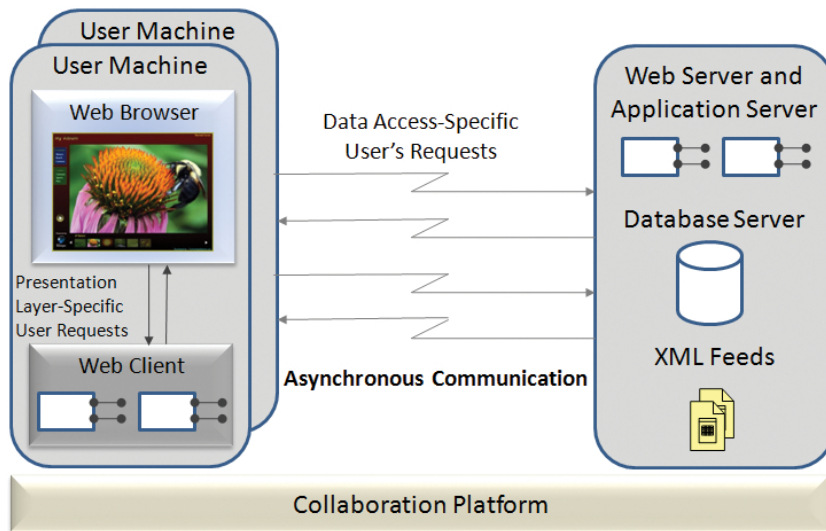 User Machine
User Machine
Web Browser
Presentation
Layer-Specific
User Requests
Web Client
Data Access-Specific
User's Requests
Asynchronous Communication
Web Server and
Application Server
Database Server
XML Feeds
Collaboration Platform